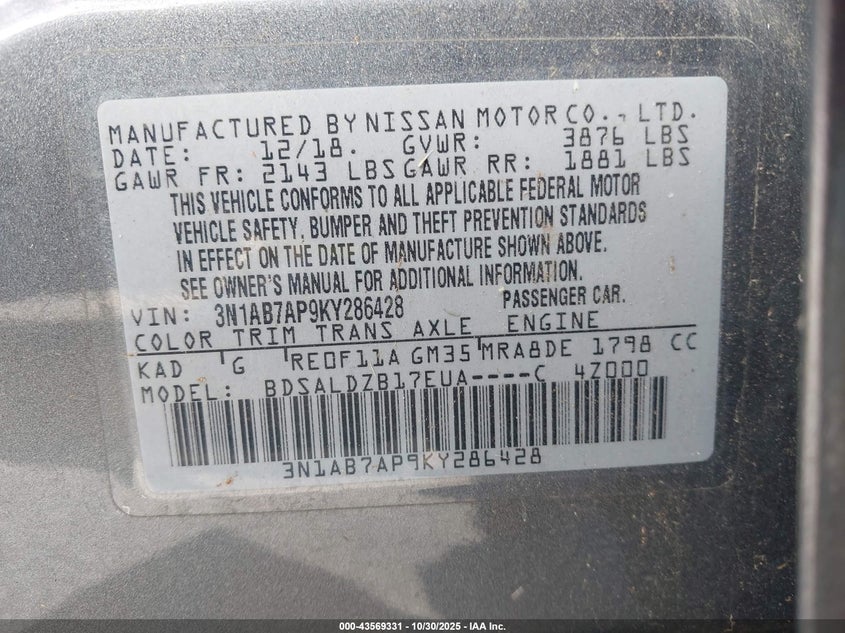 MANUFACTURED BY NISSAN MOTOR CO., LTD.
DATE: 12/18. GVWR: 3876 LBS
GAWR FR: 2143 LBS GAWR RR: 1881 LBS
THIS VEHICLE CONFORMS TO ALL APPLICABLE FEDERAL MOTOR
VEHICLE SAFETY, BUMPER AND THEFT PREVENTION STANDARDS
IN EFFECT ON THE DATE OF MANUFACTURE SHOWN ABOVE.
SEE OWNER'S MANUAL FOR ADDITIONAL INFORMATION.
VIN: 3N1AB7AP9KY286428 PASSENGER CAR.
COLOR TRIM TRANS AXLE ENGINE
KAD G RE0F11A GM35 MRA8DE 1798 CC
MODEL: BDSALDZB17EUA----C 4Z000
3N1AB7AP9KY286428
000-43569331 - 10/30/2025 - IAA Inc.